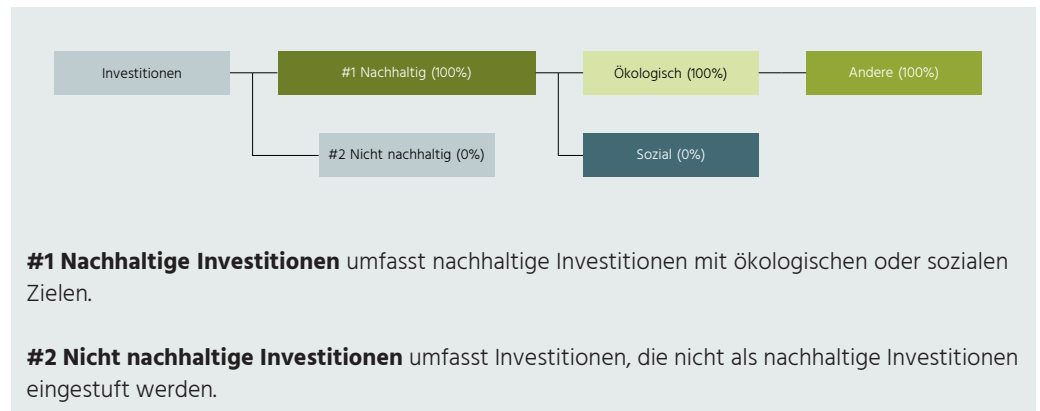 Investitionen
#1 Nachhaltig (100%)
Ökologisch (100%)
Andere (100%)
#2 Nicht nachhaltig (0%)
Sozial (0%)
#1 Nachhaltige Investitionen umfasst nachhaltige Investitionen mit ökologischen oder sozialen
Zielen.
#2 Nicht nachhaltige Investitionen umfasst Investitionen, die nicht als nachhaltige Investitionen
eingestuft werden.